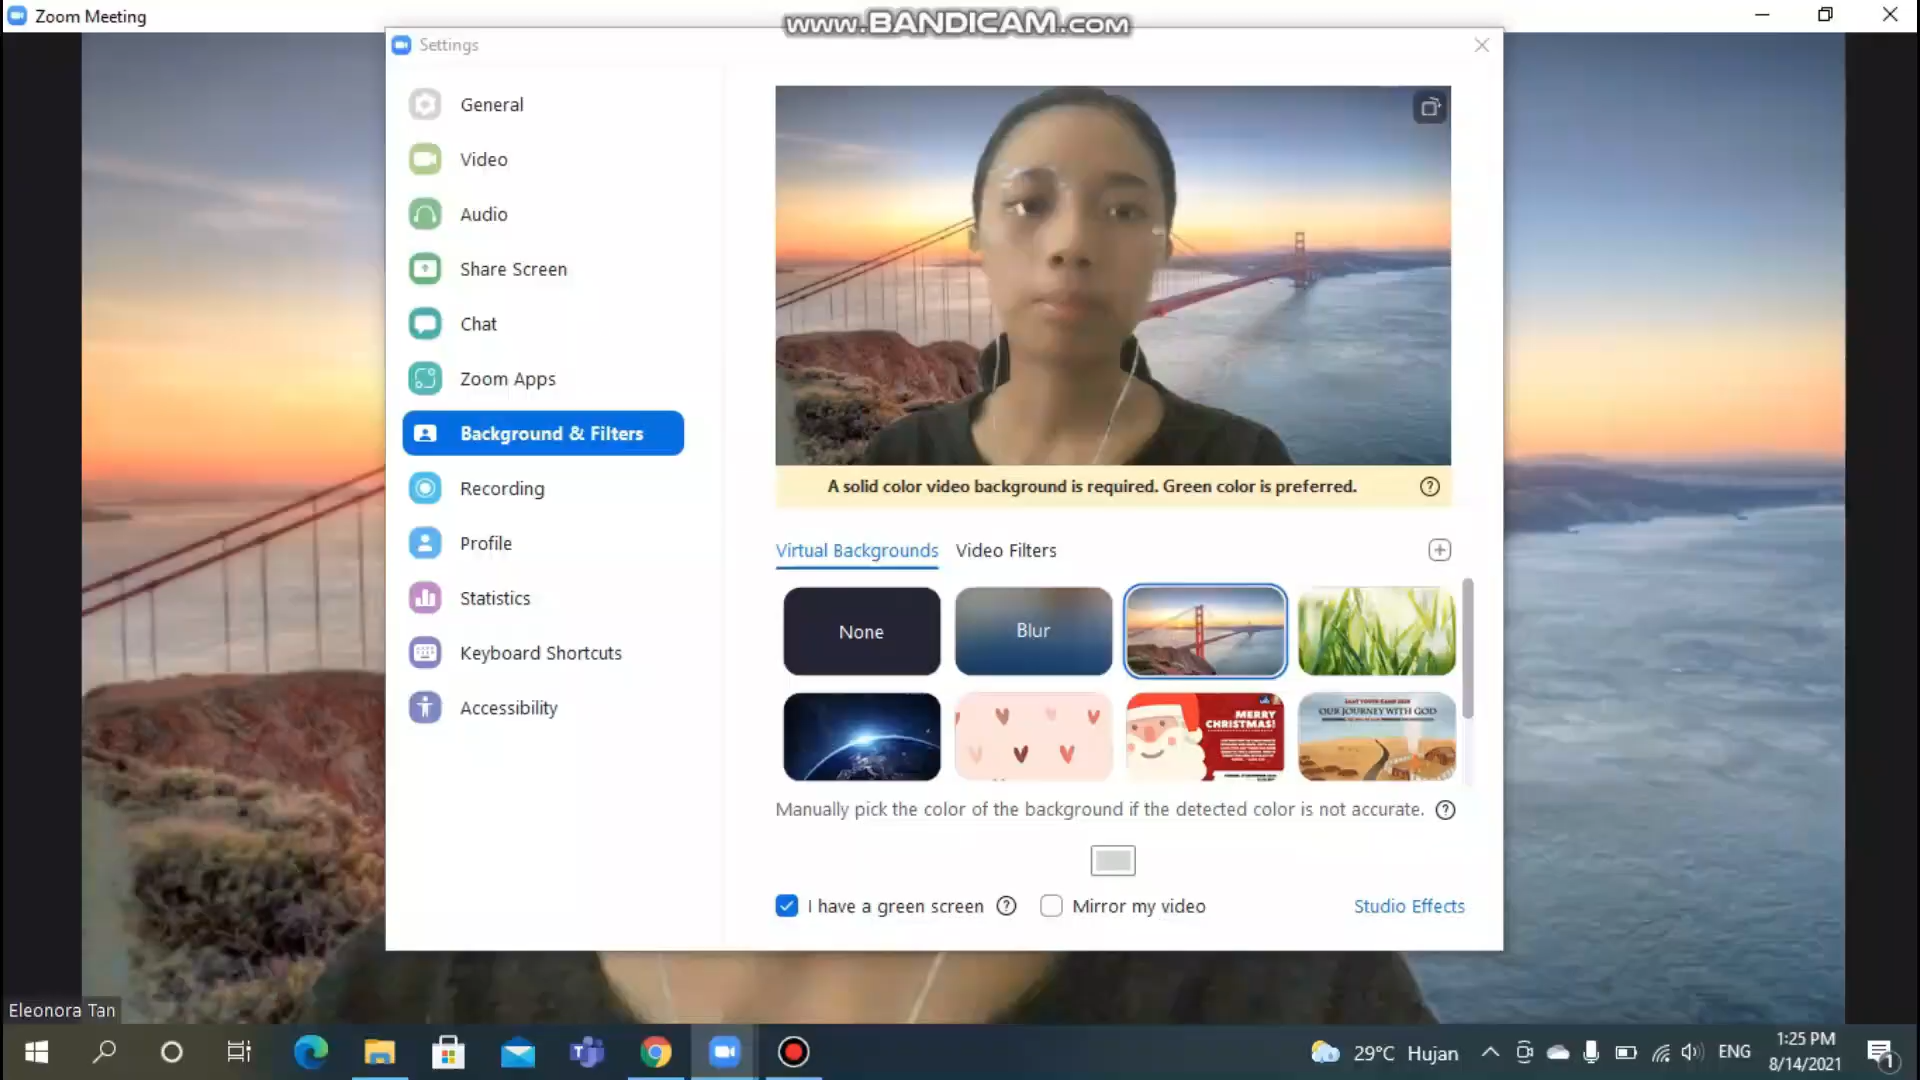 Zoom Meeting
www.BANDICAM.com
Settings
General
Video
Audio
Share Screen
Chat
Zoom Apps
Background & Filters
Recording
Profile
Statistics
Keyboard Shortcuts
Accessibility
A solid color video background is required. Green color is preferred.
Virtual Backgrounds
Video Filters
None
Blur
MERRY
CHRISTMAS!
OUR JOURNEY WITH GOD
Manually pick the color of the background if the detected color is not accurate.
I have a green screen
Mirror my video
Studio Effects
Eleonora Tan
29°C Hujan
ENG
1:25 PM
8/14/2021
1